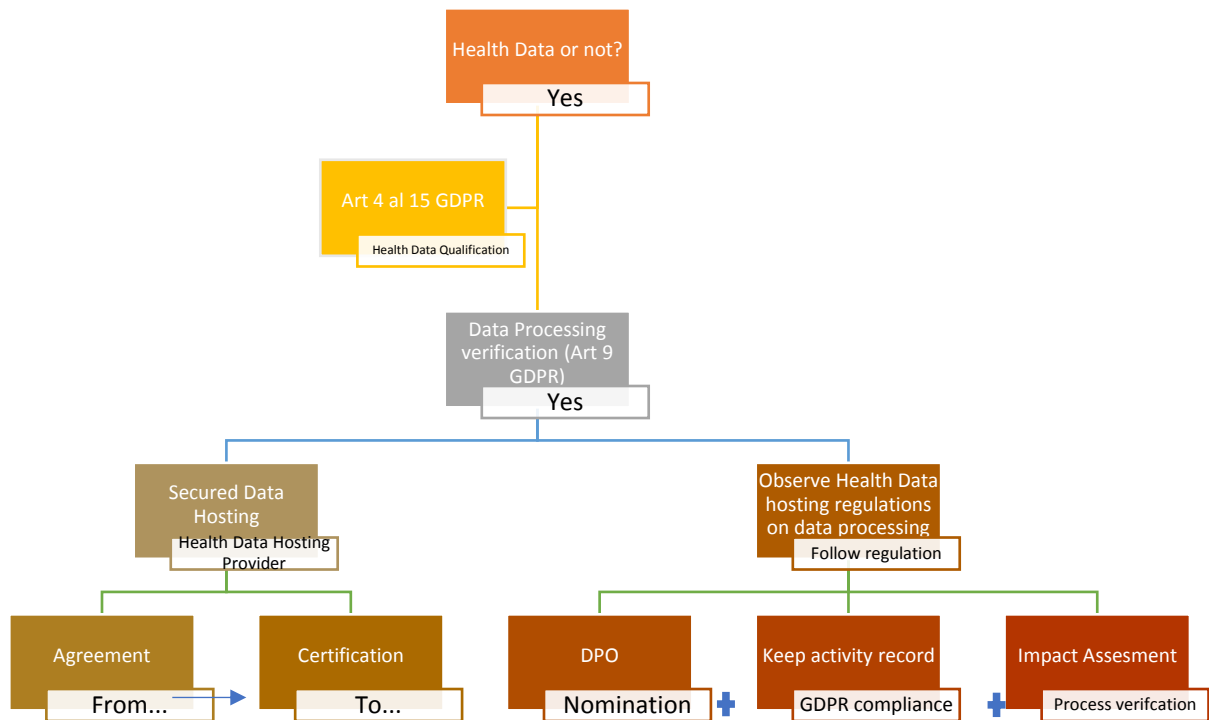 Health Data or not?
Yes
Art 4 al 15 GDPR
Health Data Qualification
Data Processing
verification (Art 9
GDPR)
Yes
Secured Data
Hosting
Health Data Hosting
Provider
Observe Health Data
hosting regulations
on data processing
Follow regulation
Agreement
From...
Certification
To...
DPO
Nomination
Keep activity record
GDPR compliance
Impact Assesment
Process verifcation